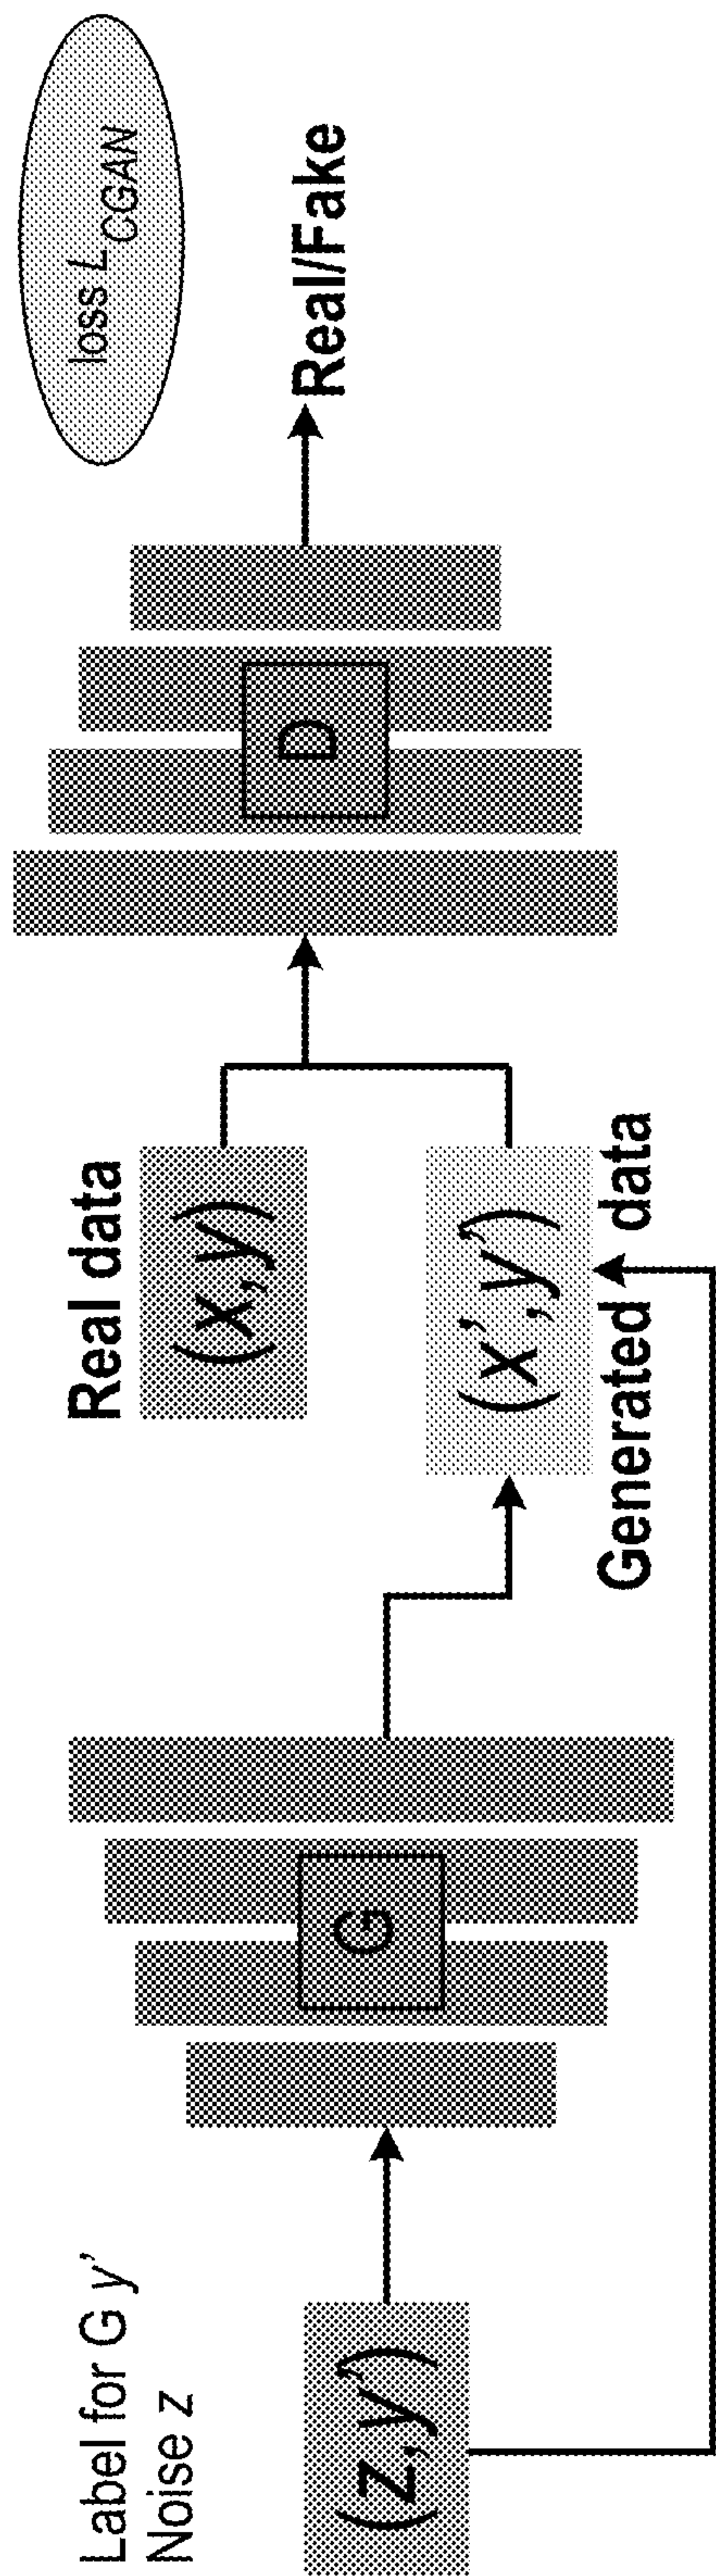 Label for G y'
Noise z
(z,y')
G
Real data
(x,y)
(x',y')
Generated data
D
Real/Fake
loss L_CGAN